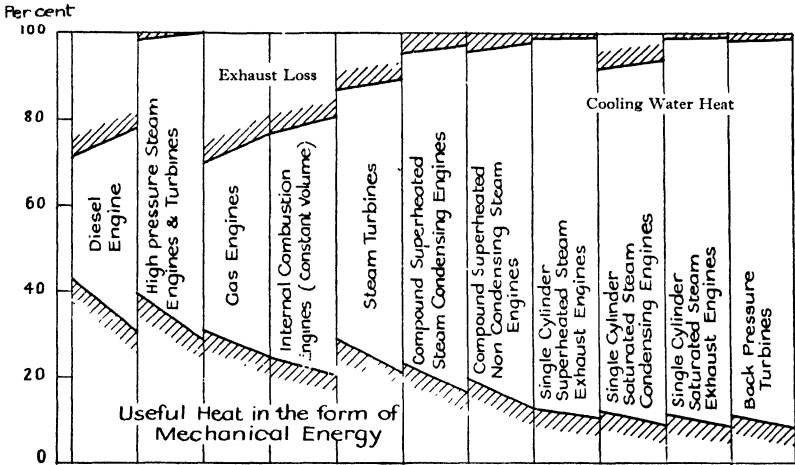 Per cent
100
80
60
40
20
0
Exhaust Loss
Cooling Water Heat
Diesel
Engine
High pressure Steam
Engines & Turbines
Gas Engines
Internal Combustion
Engines (Constant Volume)
Steam Turbines
Compound Superheated
Steam Condensing Engines
Compound Superheated
Non Condensing Steam
Engines
Single Cylinder
Superheated Steam
Exhaust Engines
Single Cylinder
Saturated Steam
Condensing Engines
Single Cylinder
Saturated Steam
Ekhaust Engines
Back Pressure
Turbines
Useful Heat in the form of
Mechanical Energy